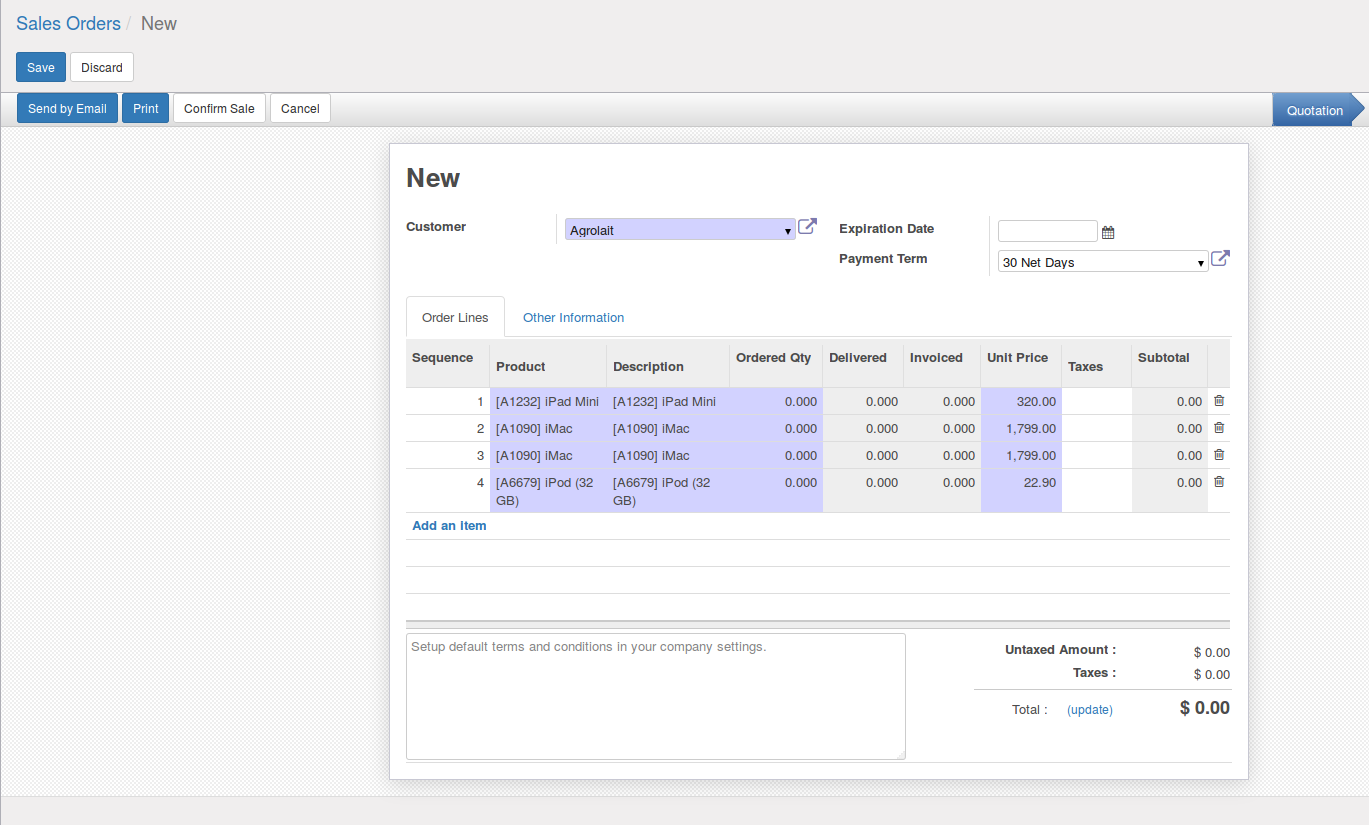 Sales Orders / New
Save Discard
Send by Email Print Confirm Sale Cancel Quotation
New
Customer Agrolait Expiration Date
Payment Term 30 Net Days
Order Lines Other Information
Sequence Product Description Ordered Qty Delivered Invoiced Unit Price Taxes Subtotal
1 [A1232] iPad Mini [A1232] iPad Mini 0.000 0.000 0.000 320.00 0.00
2 [A1090] iMac [A1090] iMac 0.000 0.000 0.000 1,799.00 0.00
3 [A1090] iMac [A1090] iMac 0.000 0.000 0.000 1,799.00 0.00
4 [A6679] iPod (32 [A6679] iPod (32 0.000 0.000 0.000 22.90 0.00
GB) GB)
Add an item
Setup default terms and conditions in your company settings.
Untaxed Amount : $ 0.00
Taxes : $ 0.00
Total : (update) $ 0.00